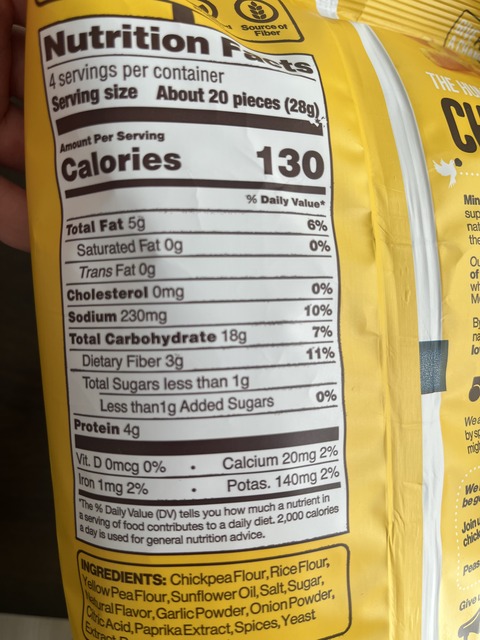 Source of
Fiber
Nutrition Facts
4 servings per container
Serving size About 20 pieces (28g)
Amount Per Serving
Calories 130
% Daily Value*
Total Fat 5g 6%
Saturated Fat 0g 0%
Trans Fat 0g
Cholesterol 0mg 0%
Sodium 230mg 10%
Total Carbohydrate 18g 7%
Dietary Fiber 3g 11%
Total Sugars less than 1g
Less than1g Added Sugars 0%
Protein 4g
Vit. D 0mcg 0% • Calcium 20mg 2%
Iron 1mg 2% • Potas. 140mg 2%
*The % Daily Value (DV) tells you how much a nutrient in
a serving of food contributes to a daily diet. 2,000 calories
a day is used for general nutrition advice.
INGREDIENTS: Chickpea Flour, Rice Flour,
Yellow Pea Flour, Sunflower Oil, Salt, Sugar,
Natural Flavor, Garlic Powder, Onion Powder,
Citric Acid, Paprika Extract, Spices, Yeast
Extract,
THE
CH
Join
Give